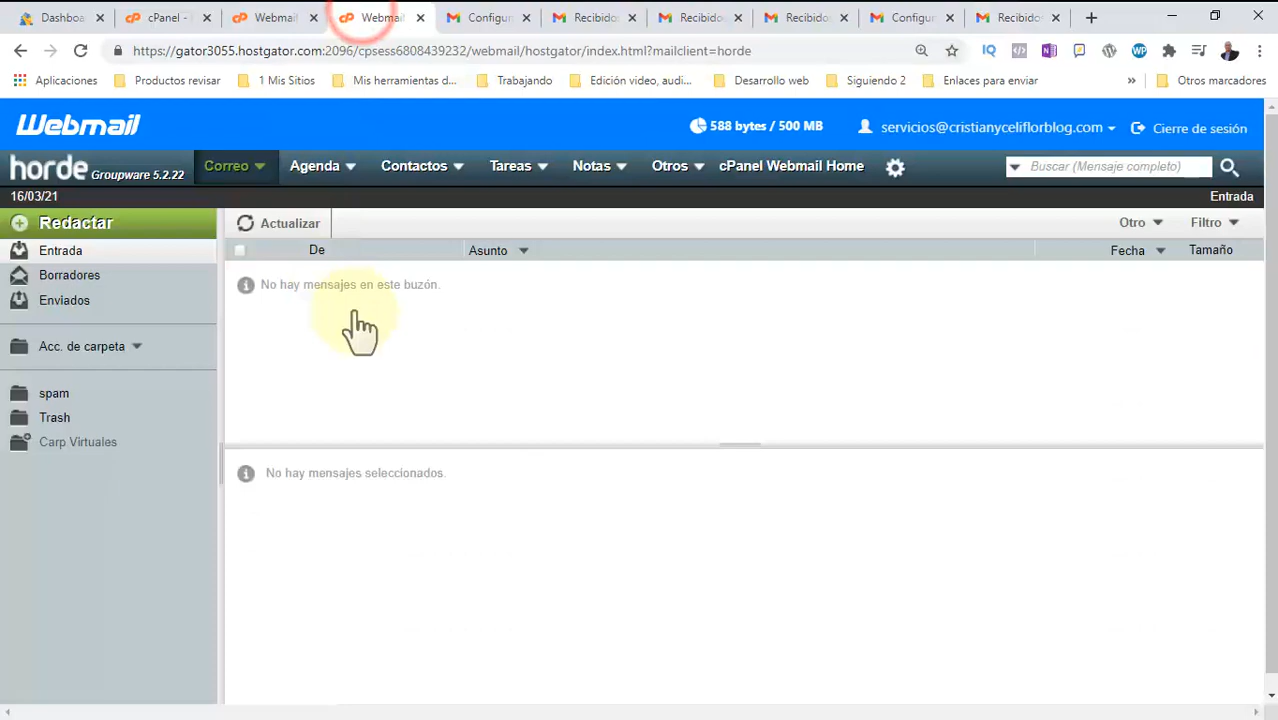 Dashboa
cPanel -
Webmail
Webmai
Configur
Recibido
Recibido
Recibido
Configur
Recibido
https://gator3055.hostgator.com:2096/cpsess6808439232/webmail/hostgator/index.html?mailclient=horde
Aplicaciones Productos revisar 1 Mis Sitios Mis herramientas d... Trabajando Edición video, audi... Desarrollo web Siguiendo 2 Enlaces para enviar » Otros marcadores
Webmail 588 bytes / 500 MB servicios@cristianyceliflorblog.com Cierre de sesión
horde Groupware 5.2.22 Correo Agenda Contactos Tareas Notas Otros cPanel Webmail Home Buscar (Mensaje completo)
16/03/21 Entrada
Redactar Actualizar Otro Filtro
Entrada De Asunto Fecha Tamaño
Borradores
No hay mensajes en este buzón.
Enviados
Acc. de carpeta
spam
Trash
Carp Virtuales
No hay mensajes seleccionados.